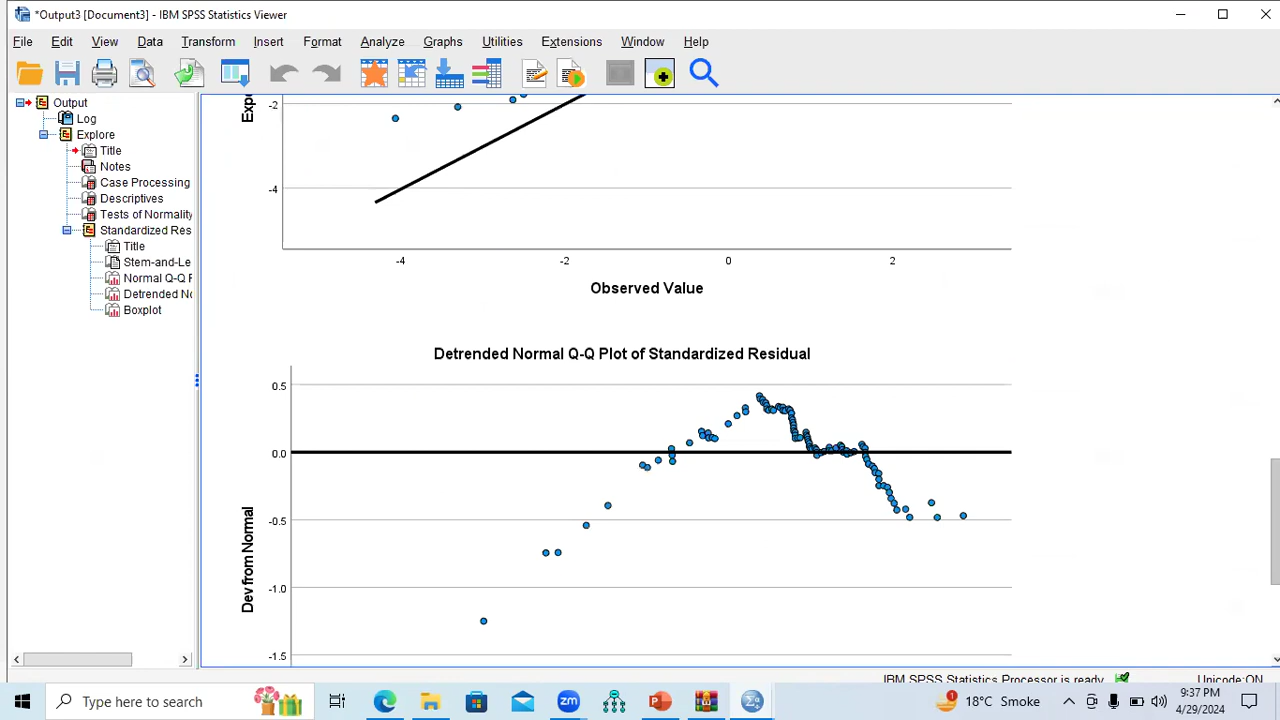 *Output3 [Document3] - IBM SPSS Statistics Viewer
File Edit View Data Transform Insert Format Analyze Graphs Utilities Extensions Window Help
Output
Log
Explore
Title
Notes
Case Processing
Descriptives
Tests of Normality
Standardized Res
Title
Stem-and-Le
Normal Q-Q P
Detrended No
Boxplot
Exp
-2
-4
-4 -2 0 2
Observed Value
Detrended Normal Q-Q Plot of Standardized Residual
Dev from Normal
0.5
0.0
-0.5
-1.0
-1.5
IBM SPSS Statistics Processor is ready Unicode:ON
Type here to search
zm
18°C Smoke
9:37 PM
4/29/2024